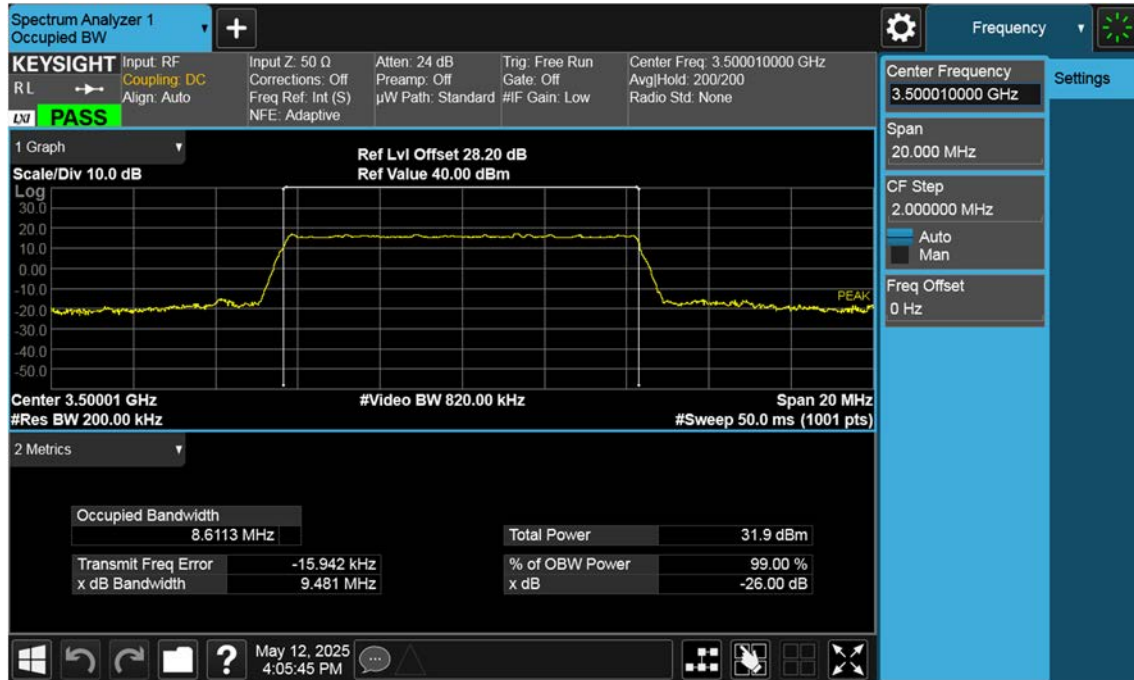 Spectrum Analyzer 1
Occupied BW
+
Frequency
KEYSIGHT
R L
LXI
PASS
Input: RF
Coupling: DC
Align: Auto
Input Z: 50 Ω
Corrections: Off
Freq Ref: Int (S)
NFE: Adaptive
Atten: 24 dB
Preamp: Off
µW Path: Standard
Trig: Free Run
Gate: Off
#IF Gain: Low
Center Freq: 3.500010000 GHz
Avg|Hold: 200/200
Radio Std: None
Center Frequency
3.500010000 GHz
Settings
Span
20.000 MHz
CF Step
2.000000 MHz
Auto
Man
Freq Offset
0 Hz
1 Graph
Scale/Div 10.0 dB
Ref Lvl Offset 28.20 dB
Ref Value 40.00 dBm
Log
30.0
20.0
10.0
0.00
-10.0
-20.0
-30.0
-40.0
-50.0
PEAK
Center 3.50001 GHz
#Video BW 820.00 kHz
Span 20 MHz
#Res BW 200.00 kHz
#Sweep 50.0 ms (1001 pts)
2 Metrics
Occupied Bandwidth
8.6113 MHz
Total Power 31.9 dBm
Transmit Freq Error -15.942 kHz
% of OBW Power 99.00 %
x dB Bandwidth 9.481 MHz
x dB -26.00 dB
?
May 12, 2025
4:05:45 PM